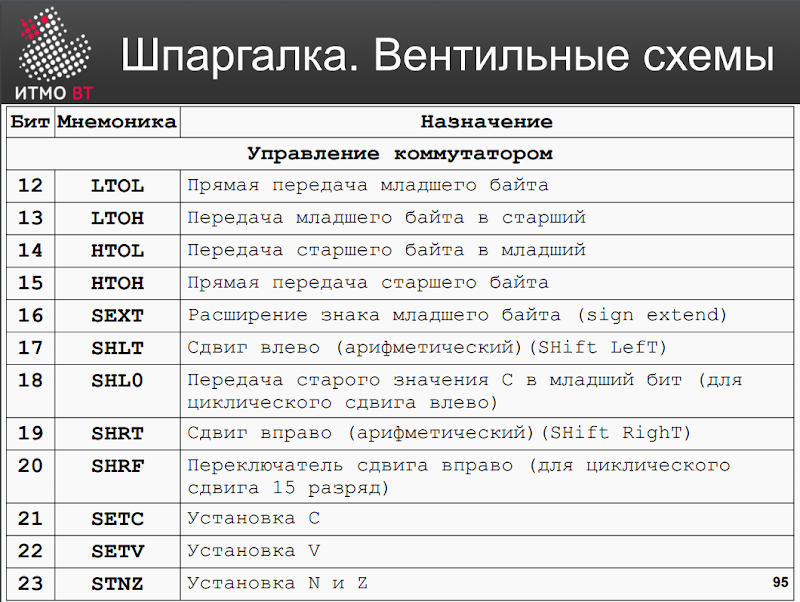 Шпаргалка. Вентильные схемы
ИТМО ВТ
Бит Мнемоника Назначение
Управление коммутатором
12 LTOL Прямая передача младшего байта
13 LTOH Передача младшего байта в старший
14 HTOL Передача старшего байта в младший
15 HTOH Прямая передача старшего байта
16 SEXT Расширение знака младшего байта (sign extend)
17 SHLT Сдвиг влево (арифметический)(SHift LefT)
18 SHL0 Передача старого значения C в младший бит (для
циклического сдвига влево)
19 SHRT Сдвиг вправо (арифметический)(SHift RighT)
20 SHRF Переключатель сдвига вправо (для циклического
сдвига 15 разряд)
21 SETC Установка C
22 SETV Установка V
23 STNZ Установка N и Z
95